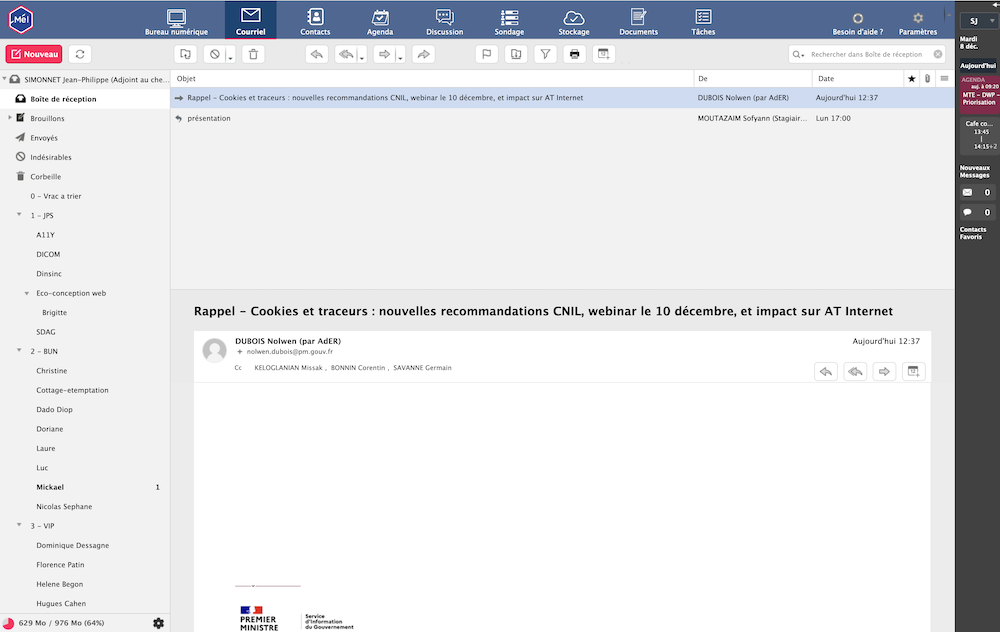 Mél
Bureau numérique
Courriel
Contacts
Agenda
Discussion
Sondage
Stockage
Documents
Tâches
Besoin d'aide ?
Paramètres
SJ
Nouveau
Rechercher dans Boîte de réception
Mardi
8 déc.
Aujourd'hui
AGENDA
auj. à 09:20
MTE - DWP -
Priorisation
Cafe co...
13:45
14:15+2
Nouveaux
Messages
0
0
Contacts
Favoris
SIMONNET Jean-Philippe (Adjoint au che...
Boîte de réception
Brouillons
Envoyés
Indésirables
Corbeille
0 - Vrac a trier
1 - JPS
A11Y
DICOM
Dinsinc
Eco-conception web
Brigitte
SDAG
2 - BUN
Christine
Cottage-etemptation
Dado Diop
Doriane
Laure
Luc
Mickael 1
Nicolas Sephane
3 - VIP
Dominique Dessagne
Florence Patin
Helene Begon
Hugues Cahen
629 Mo / 976 Mo (64%)
Objet De Date
Rappel - Cookies et traceurs : nouvelles recommandations CNIL, webinar le 10 décembre, et impact sur AT Internet DUBOIS Nolwen (par AdER) Aujourd'hui 12:37
présentation MOUTAZAIM Sofyann (Stagiair... Lun 17:00
Rappel - Cookies et traceurs : nouvelles recommandations CNIL, webinar le 10 décembre, et impact sur AT Internet
DUBOIS Nolwen (par AdER) Aujourd'hui 12:37
+ nolwen.dubois@pm.gouv.fr
Cc KELOGLANIAN Missak , BONNIN Corentin , SAVANNE Germain
PREMIER
MINISTRE
Service
d'Information
du Gouvernement